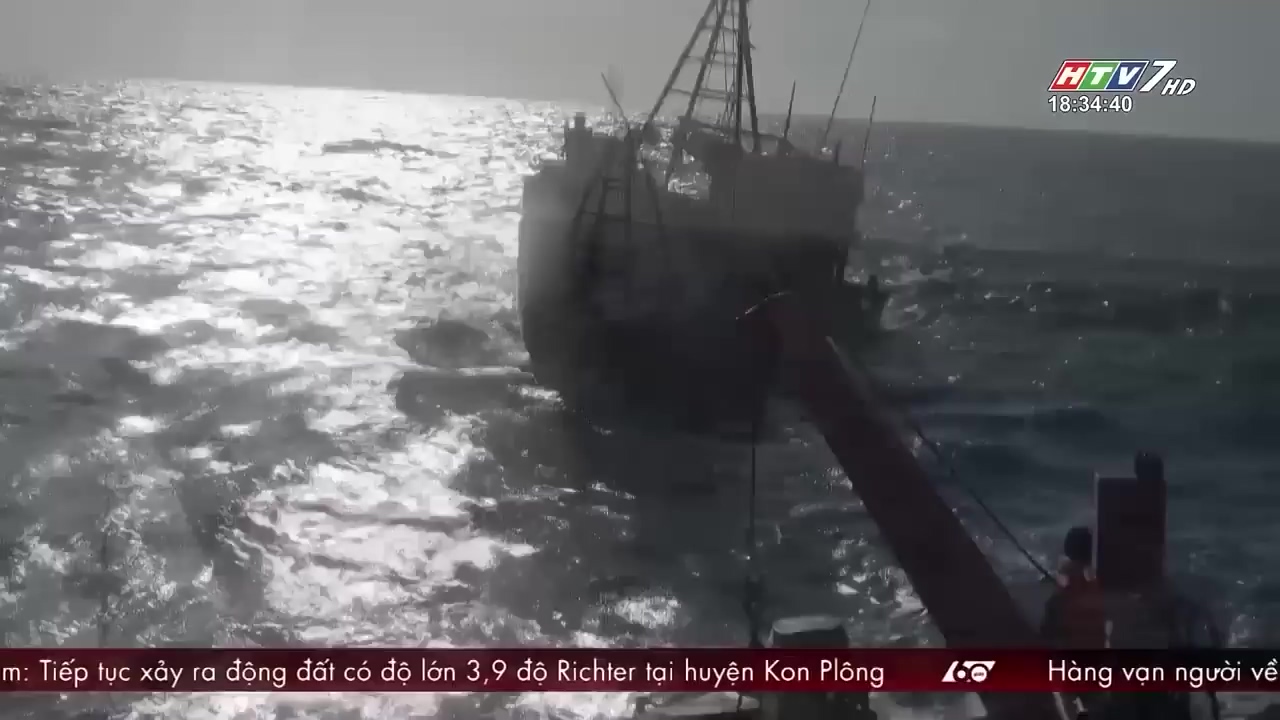 HTV7 HD
18:34:40
m: Tiếp tục xảy ra động đất có độ lớn 3,9 độ Richter tại huyện Kon Plông 60 Hàng vạn người về